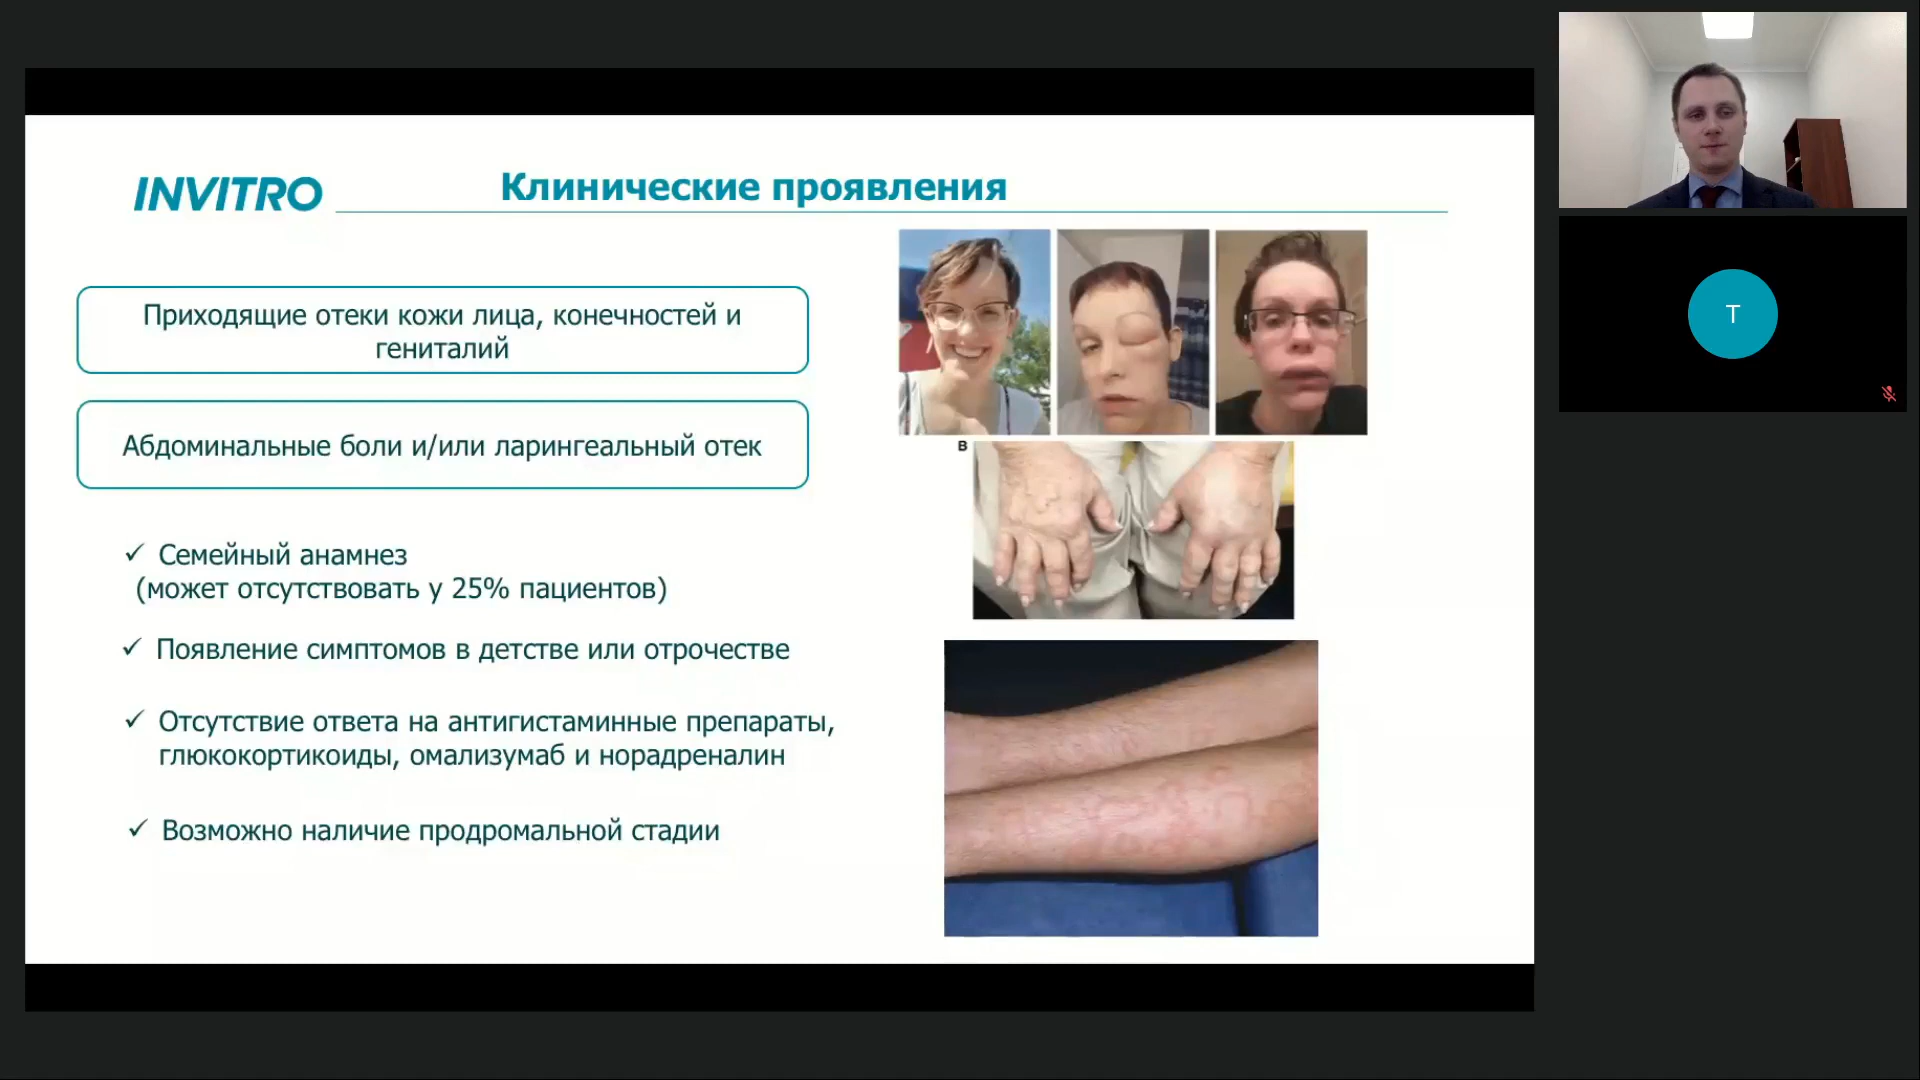 INVITRO
Клинические проявления
Приходящие отеки кожи лица, конечностей и
гениталий
Абдоминальные боли и/или ларингеальный отек
✓ Семейный анамнез
(может отсутствовать у 25% пациентов)
✓ Появление симптомов в детстве или отрочестве
✓ Отсутствие ответа на антигистаминные препараты,
глюкокортикоиды, омализумаб и норадреналин
✓ Возможно наличие продромальной стадии
B
T